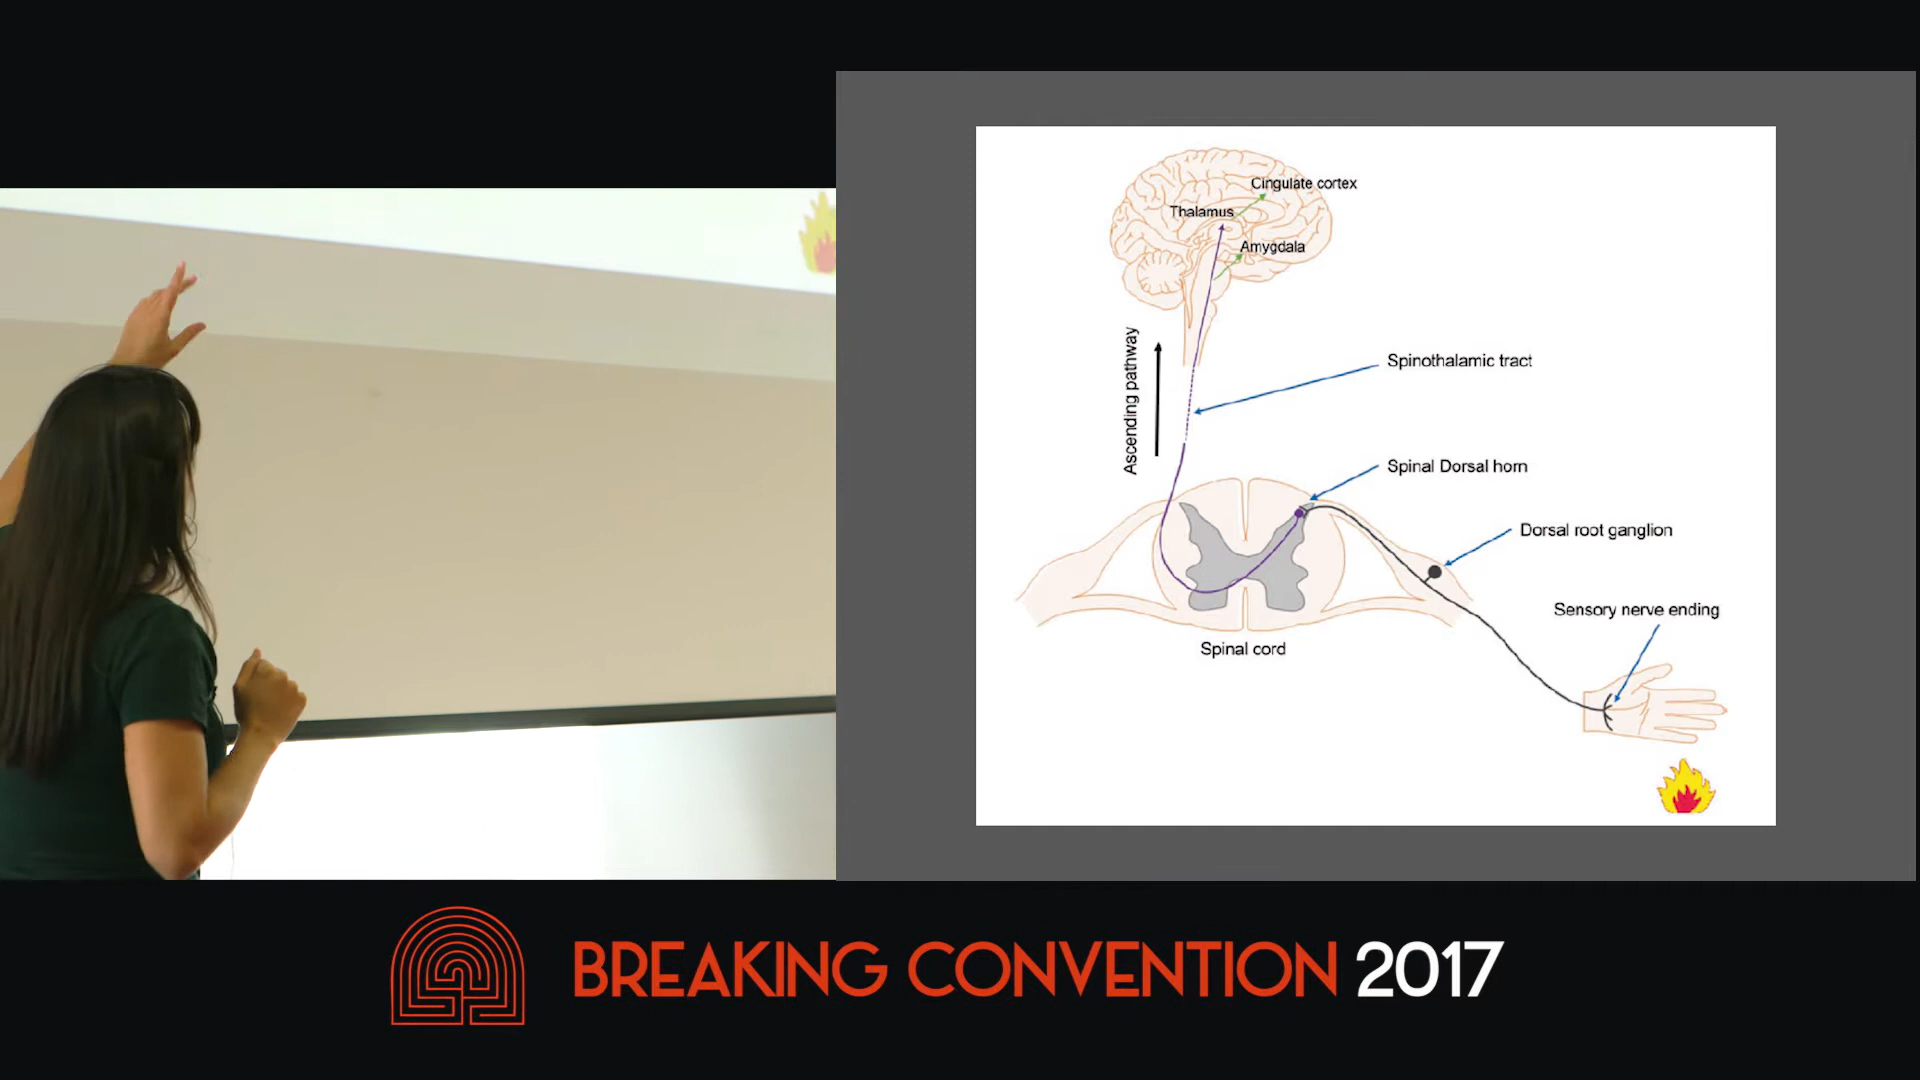 Cingulate cortex
Thalamus
Amygdala
Ascending pathway
Spinothalamic tract
Spinal Dorsal horn
Dorsal root ganglion
Sensory nerve ending
Spinal cord
BREAKING CONVENTION 2017